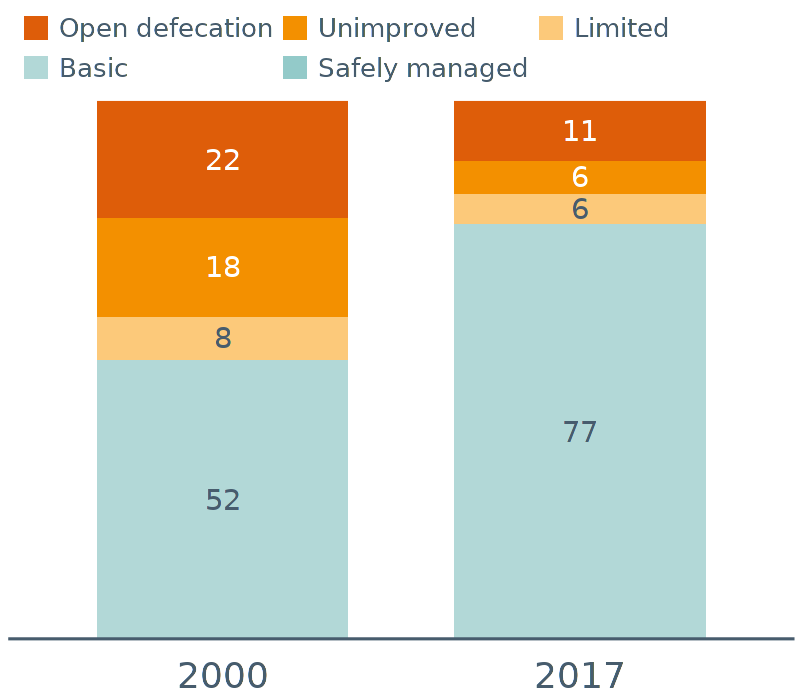 Open defecation Unimproved Limited
Basic Safely managed
22 11
18 6
8 6
52 77
2000 2017